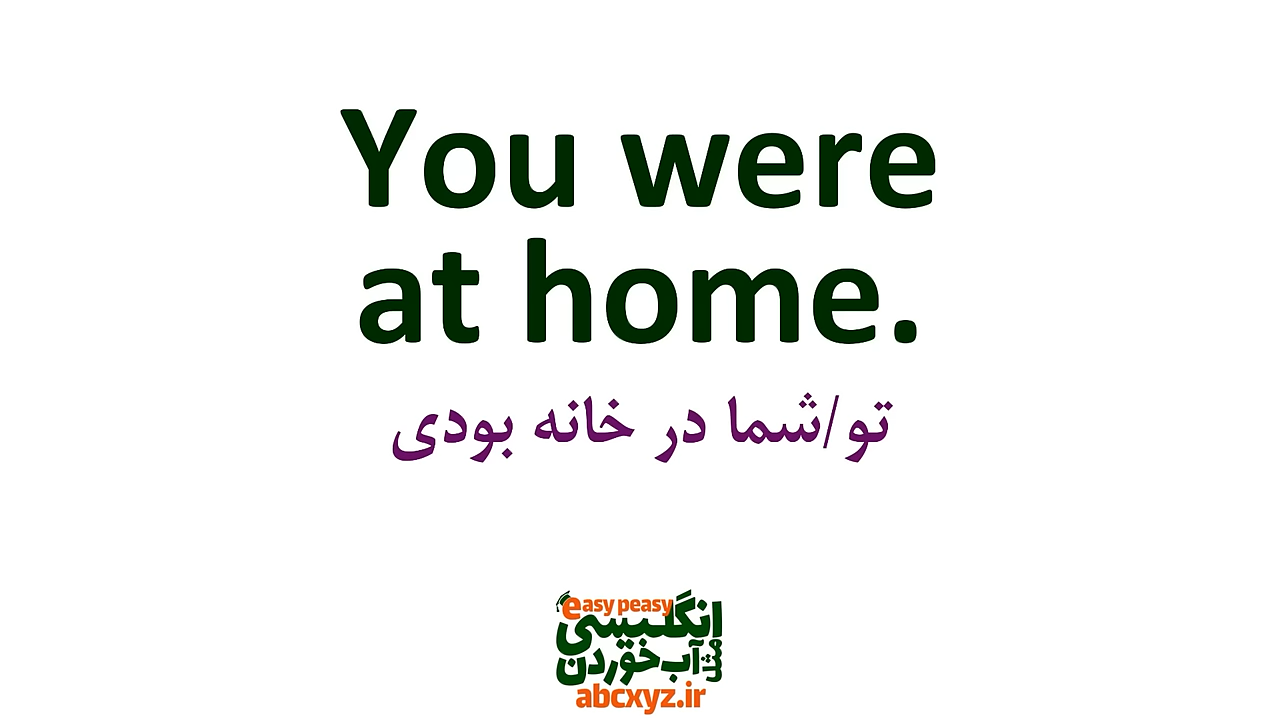 You were
at home.
تو/شما در خانه بودی
easy peasy
انگلیسی
مثل آب خوردن
abcxyz.ir